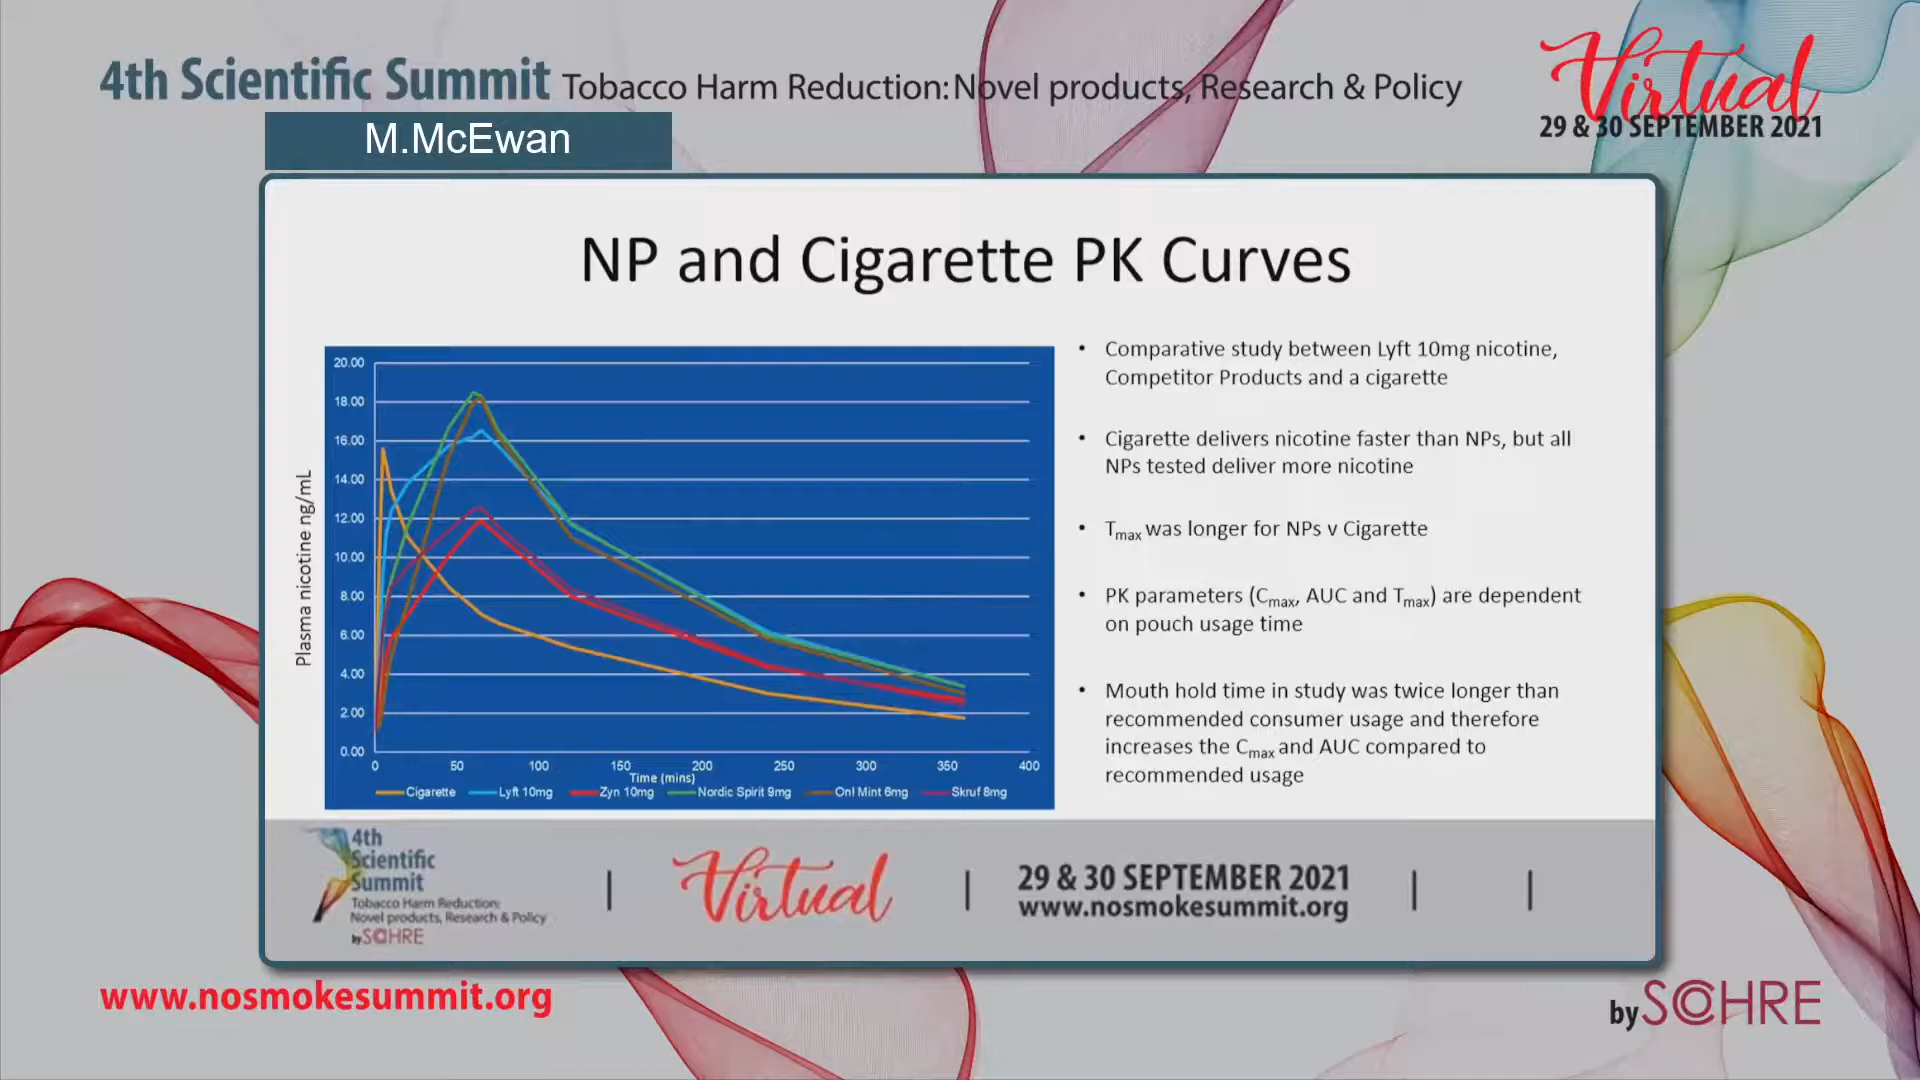 4th Scientific Summit Tobacco Harm Reduction: Novel products, Research & Policy
Virtual
29 & 30 SEPTEMBER 2021
M.McEwan
NP and Cigarette PK Curves
Plasma nicotine ng/mL
20.00
18.00
16.00
14.00
12.00
10.00
8.00
6.00
4.00
2.00
0.00
0 50 100 150 200 250 300 350 400
Time (mins)
Cigarette Lyft 10mg Zyn 10mg Nordic Spirit 9mg On! Mint 6mg Skruf 8mg
• Comparative study between Lyft 10mg nicotine,
Competitor Products and a cigarette
• Cigarette delivers nicotine faster than NPs, but all
NPs tested deliver more nicotine
• Tmax was longer for NPs v Cigarette
• PK parameters (Cmax, AUC and Tmax) are dependent
on pouch usage time
• Mouth hold time in study was twice longer than
recommended consumer usage and therefore
increases the Cmax and AUC compared to
recommended usage
4th
Scientific
Summit
Tobacco Harm Reduction:
Novel products, Research & Policy
by SCOHRE
Virtual
29 & 30 SEPTEMBER 2021
www.nosmokesummit.org
www.nosmokesummit.org
by SCOHRE